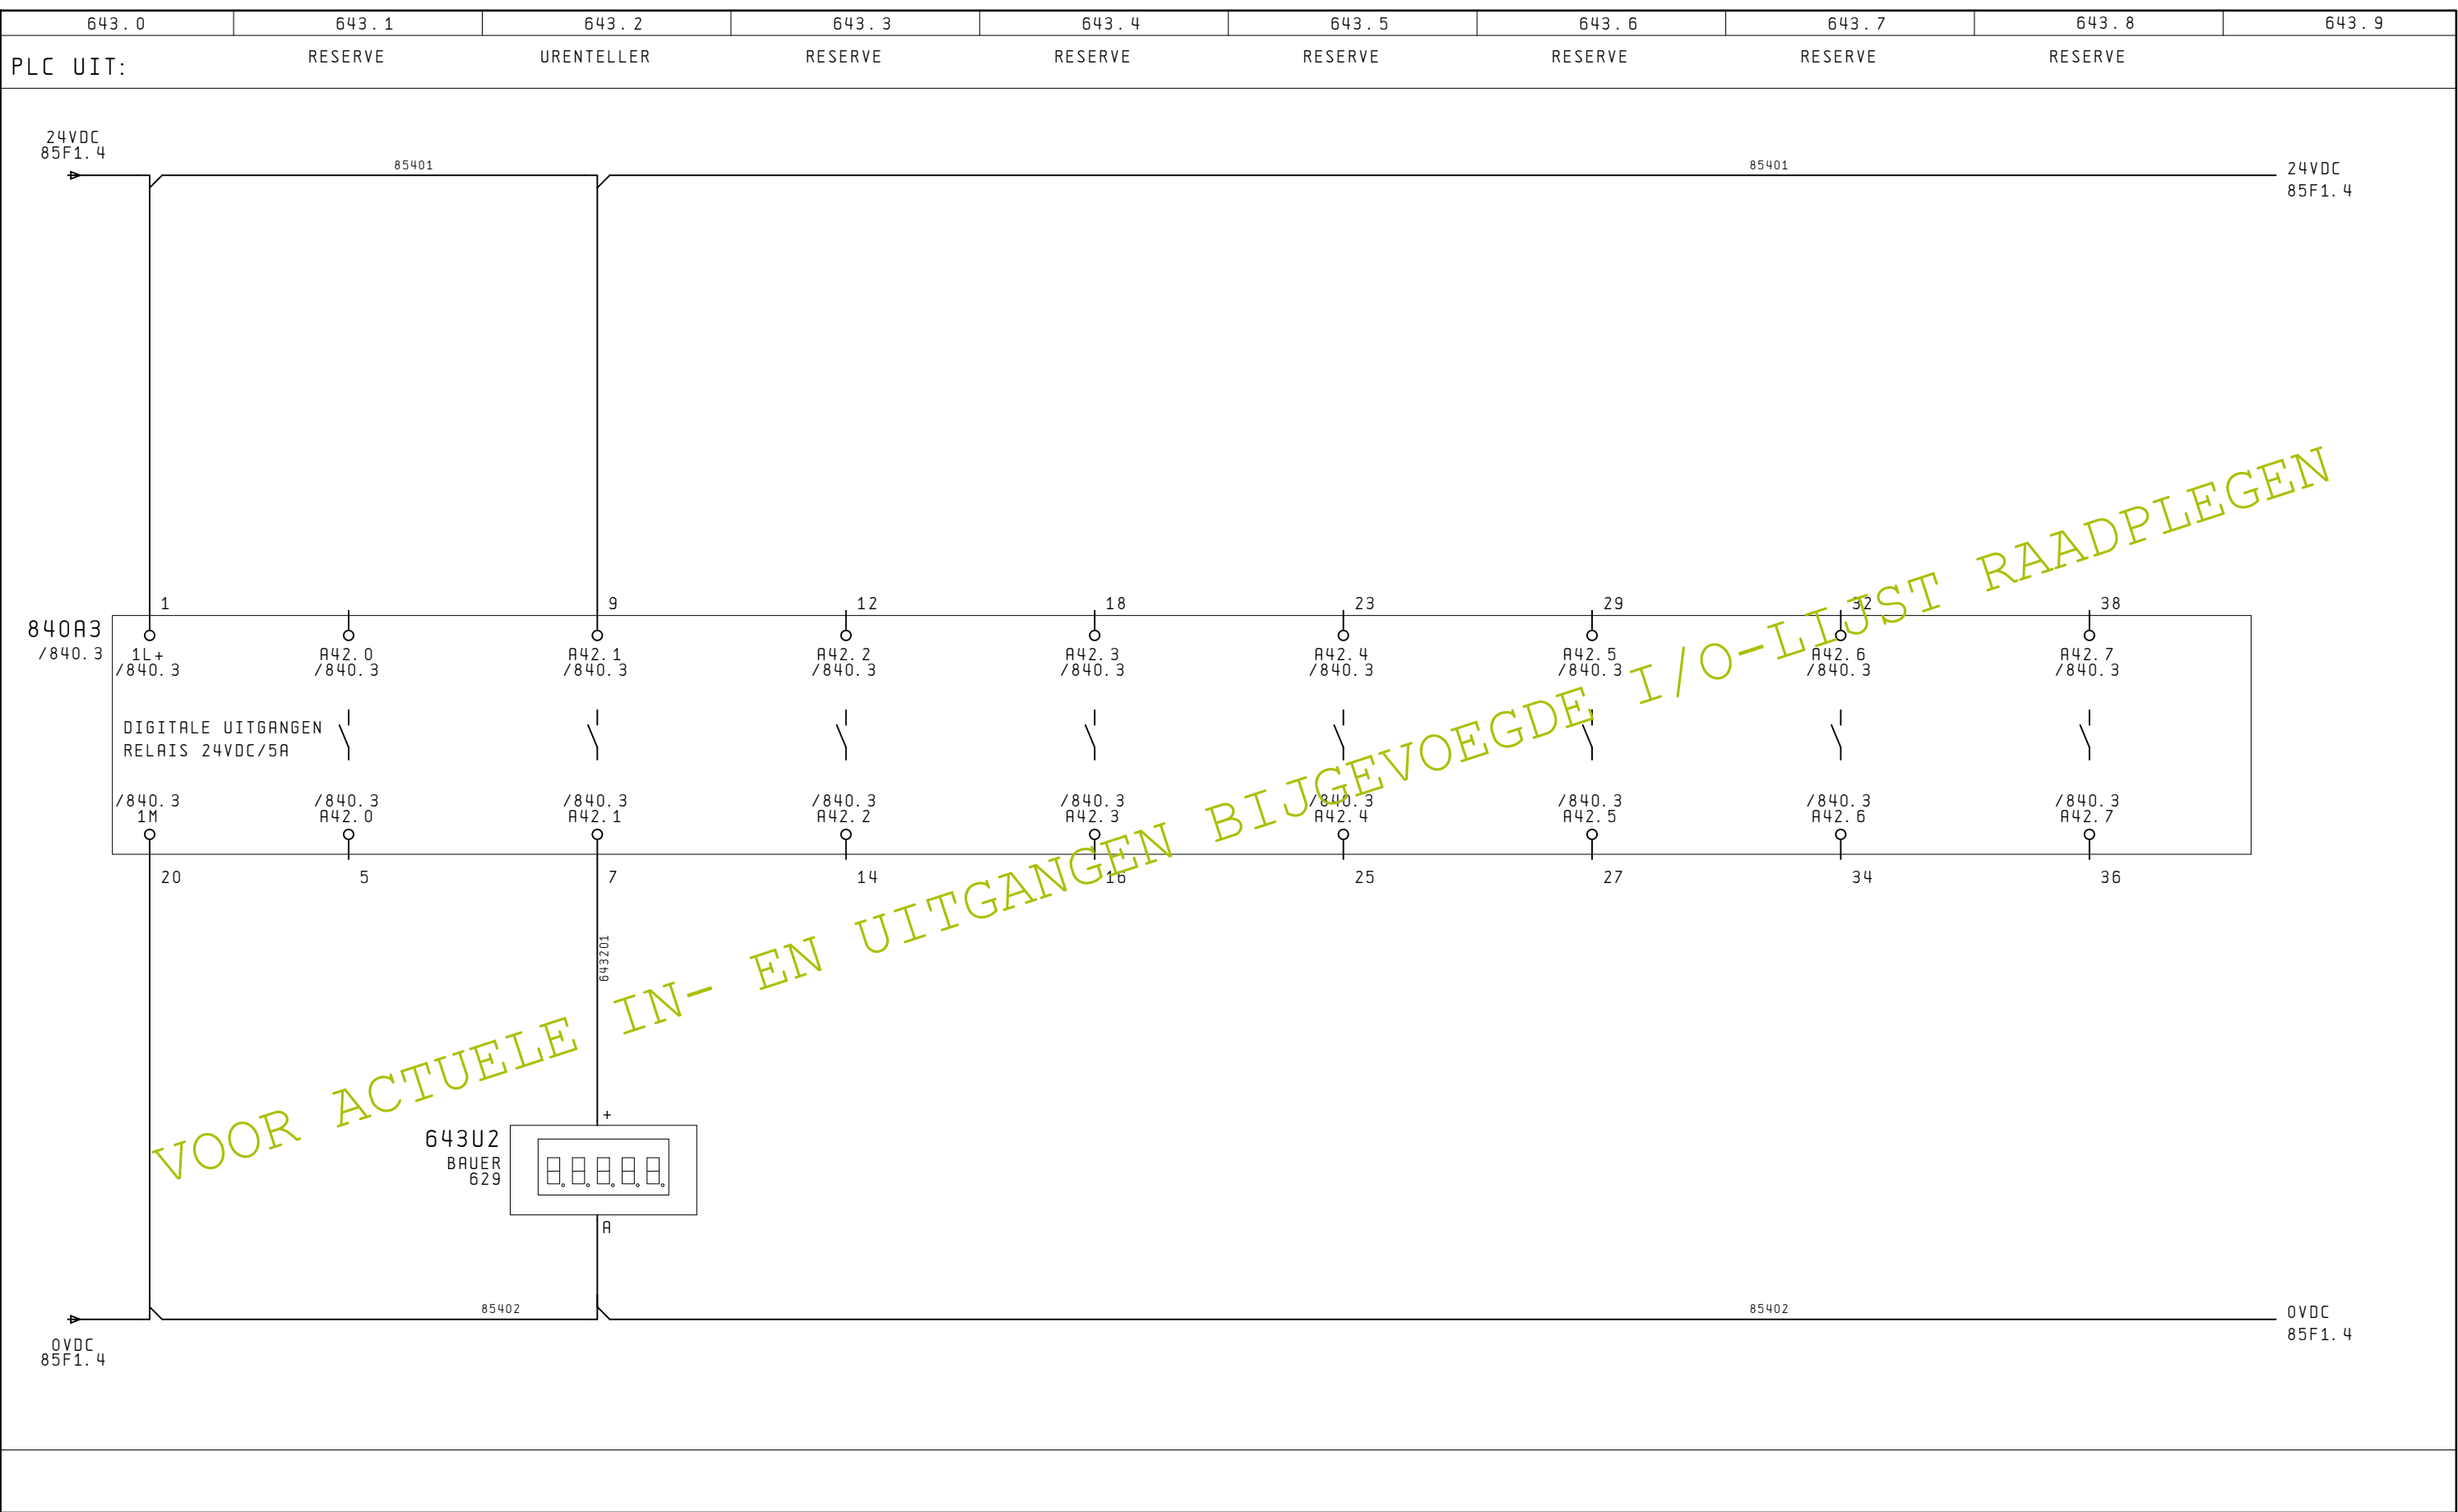 643.0 643.1 643.2 643.3 643.4 643.5 643.6 643.7 643.8 643.9
PLC UIT: RESERVE URENTELLER RESERVE RESERVE RESERVE RESERVE RESERVE RESERVE
24VDC
85F1.4
85401 85401
24VDC
85F1.4
1 9 12 18 23 29 32 38
840A3
/840.3
1L+ A42.0 A42.1 A42.2 A42.3 A42.4 A42.5 A42.6 A42.7
/840.3 /840.3 /840.3 /840.3 /840.3 /840.3 /840.3 /840.3 /840.3
DIGITALE UITGANGEN
RELAIS 24VDC/5A
/840.3 /840.3 /840.3 /840.3 /840.3 /840.3 /840.3 /840.3 /840.3
1M A42.0 A42.1 A42.2 A42.3 A42.4 A42.5 A42.6 A42.7
20 5 7 14 16 25 27 34 36
643201
VOOR ACTUELE IN- EN UITGANGEN BIJGEVOEGDE I/O-LIJST RAADPLEGEN
+
643U2
BAUER
629
8.8.8.8.8.
A
85402 85402
0VDC
85F1.4
0VDC
85F1.4